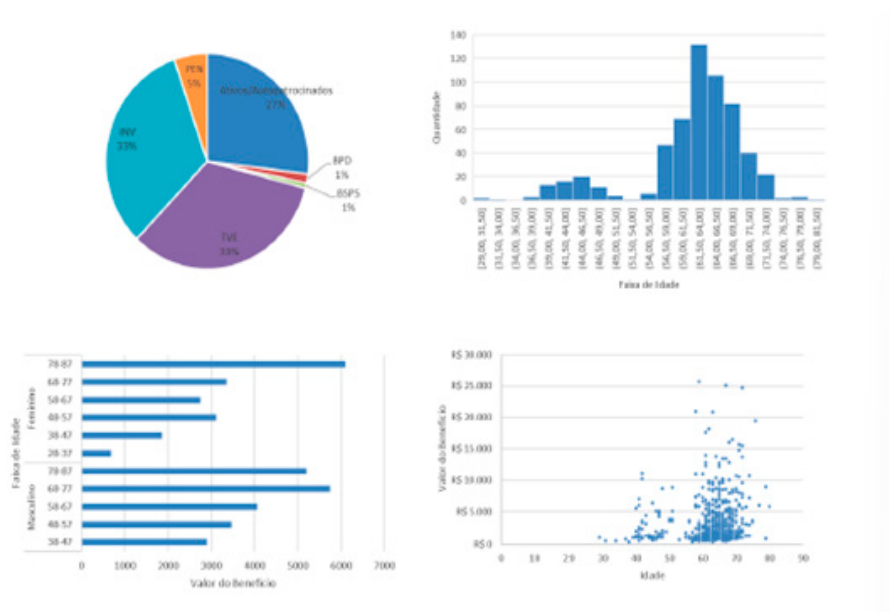 PEN
5%
Ativos/Autopatrocinados
27%
INV
33%
BPD
1%
BSPS
1%
33%
140
120
100
80
60
40
20
0
Quantidade
[29,00, 31,50]
(31,50, 34,00]
(34,00, 36,50]
(36,50, 39,00]
(39,00, 41,50]
(41,50, 44,00]
(44,00, 46,50]
(46,50, 49,00]
(49,00, 51,50]
(51,50, 54,00]
(54,00, 56,50]
(56,50, 59,00]
(59,00, 61,50]
(61,50, 64,00]
(64,00, 66,50]
(66,50, 69,00]
(69,00, 71,50]
(71,50, 74,00]
(74,00, 76,50]
(76,50, 79,00]
(79,00, 81,50]
Faixa de Idade
Faixa de Idade
Feminino
78-87
68-77
58-67
48-57
38-47
28-37
Masculino
78-87
68-77
58-67
48-57
38-47
0 1000 2000 3000 4000 5000 6000 7000
Valor do Benefício
Valor do Benefício
R$ 30.000
R$ 25.000
R$ 20.000
R$ 15.000
R$ 10.000
R$ 5.000
R$ 0
0 10 20 30 40 50 60 70 80 90
Idade